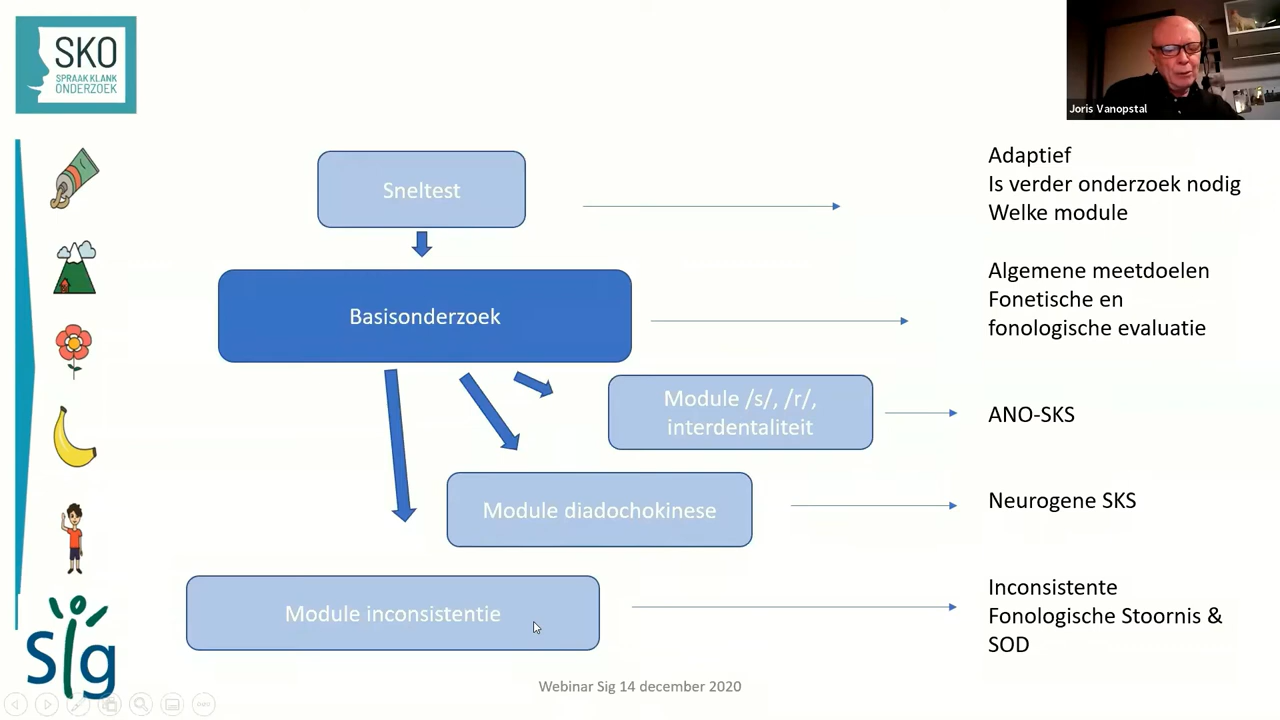 SKO
SPRAAK KLANK
ONDERZOEK
Joris Vanopstal
Sneltest
Adaptief
Is verder onderzoek nodig
Welke module
Basisonderzoek
Algemene meetdoelen
Fonetische en
fonologische evaluatie
Module /s/, /r/,
interdentaliteit
ANO-SKS
Module diadochokinese
Neurogene SKS
Module inconsistentie
Inconsistente
Fonologische Stoornis &
SOD
Sig
Webinar Sig 14 december 2020